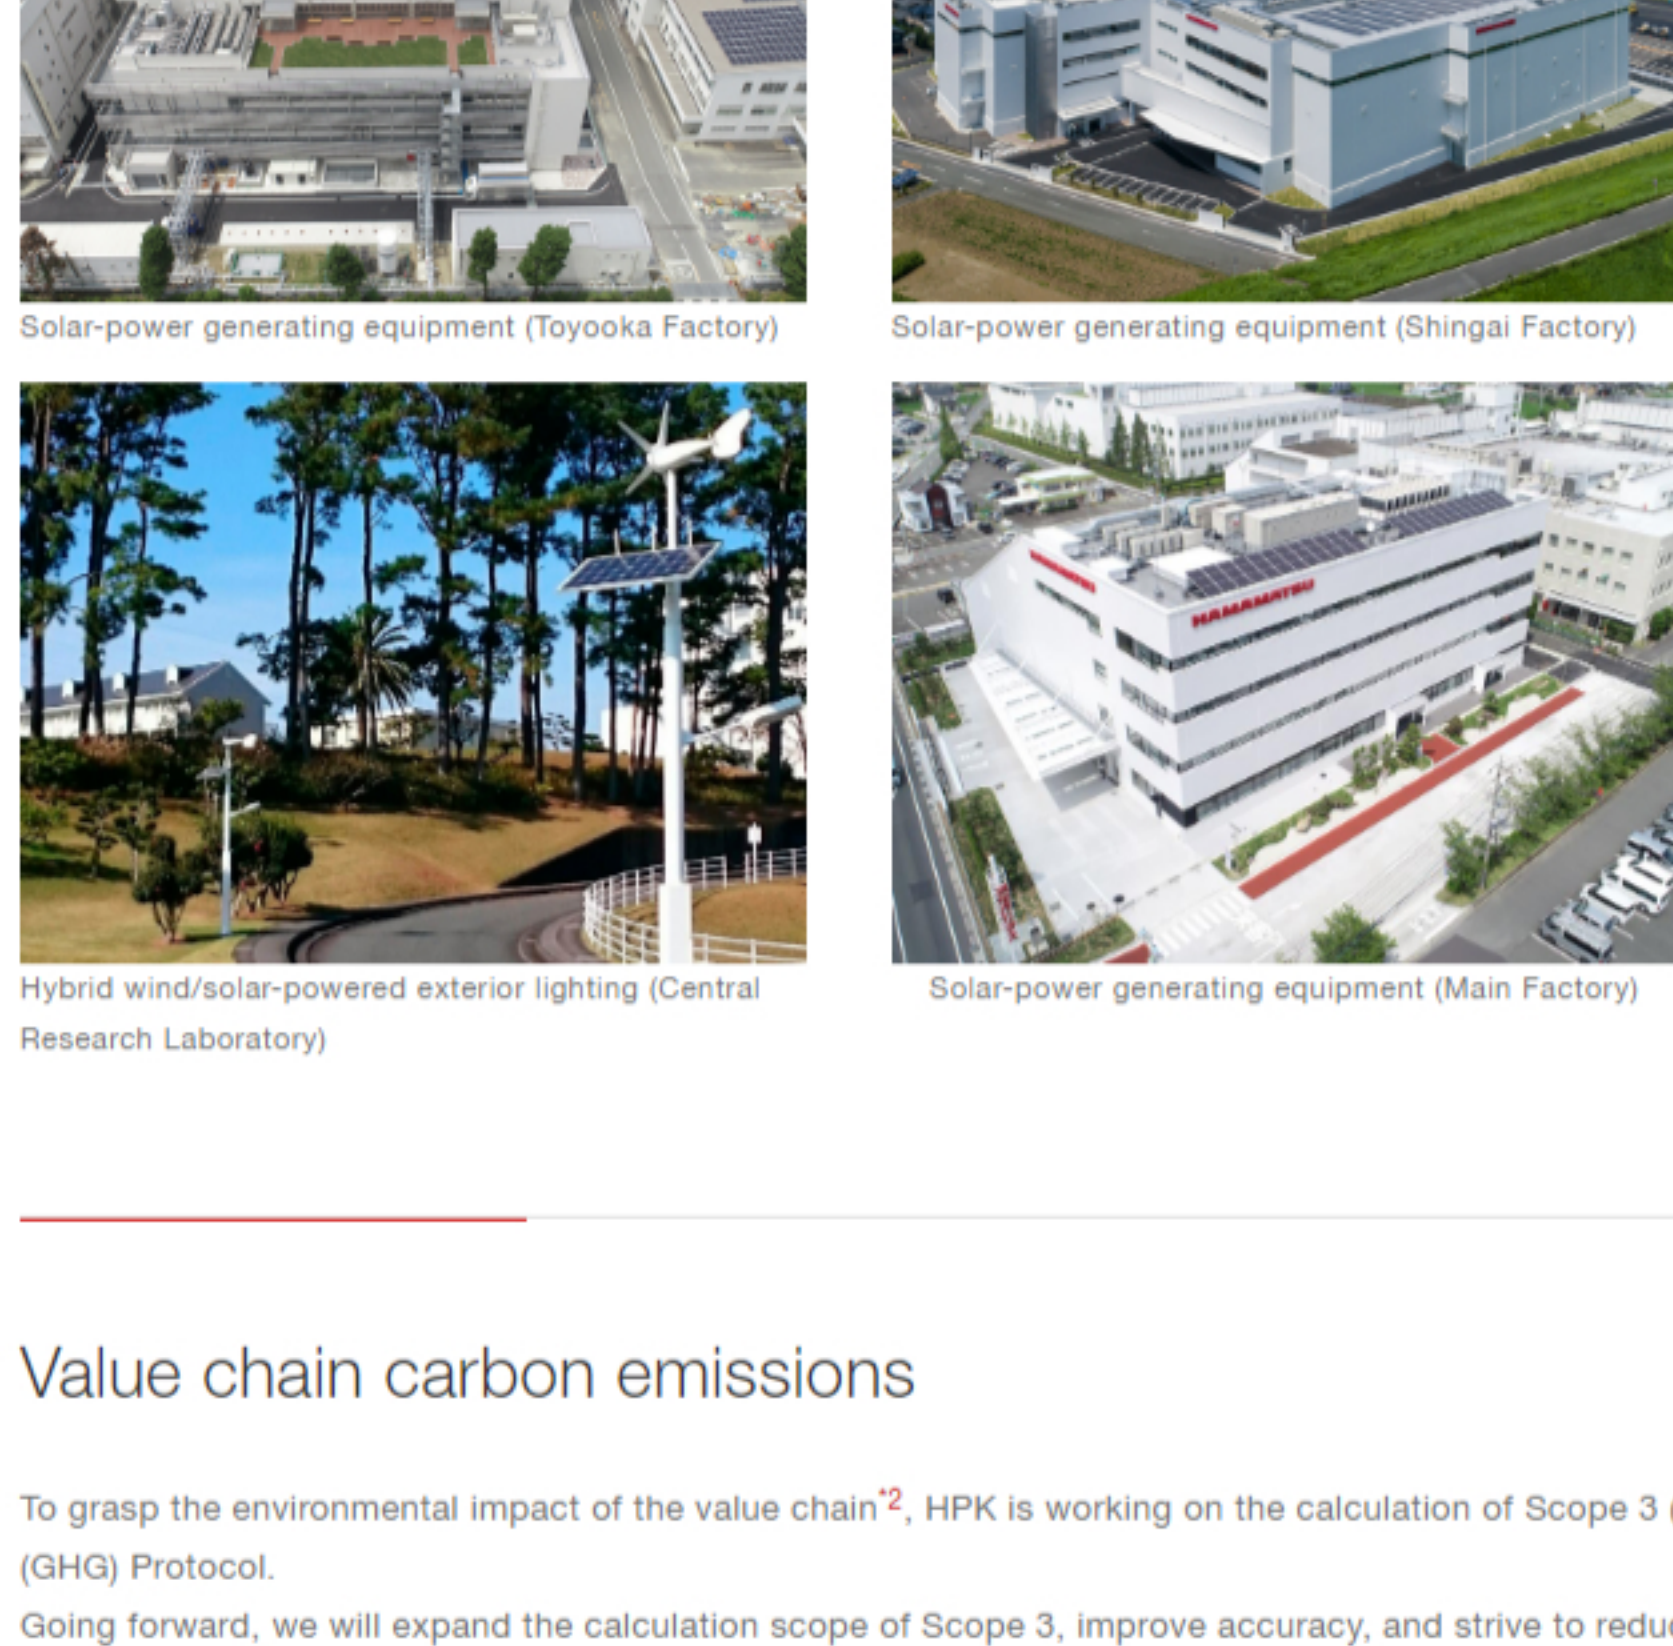 Solar-power generating equipment (Toyooka Factory)
Solar-power generating equipment (Shingai Factory)
HAMAMATSU
HAMAMATSU
Hybrid wind/solar-powered exterior lighting (Central
Research Laboratory)
Solar-power generating equipment (Main Factory)
Value chain carbon emissions
To grasp the environmental impact of the value chain*2, HPK is working on the calculation of Scope 3
(GHG) Protocol.
Going forward, we will expand the calculation scope of Scope 3, improve accuracy, and strive to redu